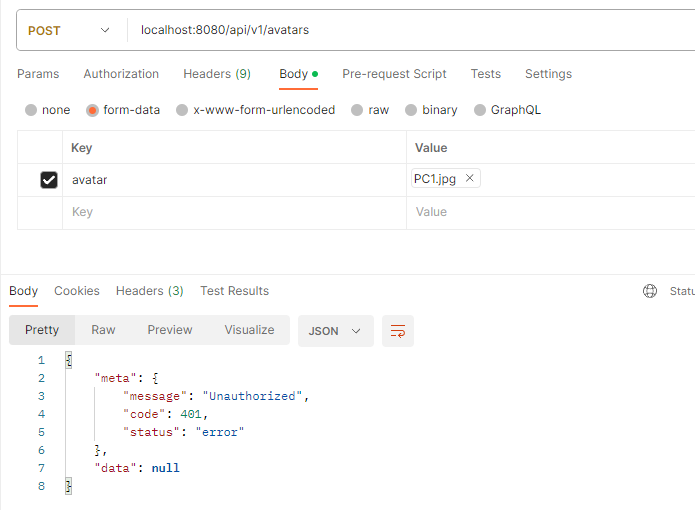 POST localhost:8080/api/v1/avatars
Params Authorization Headers (9) Body Pre-request Script Tests Settings
none form-data x-www-form-urlencoded raw binary GraphQL
Key Value
avatar PC1.jpg
Key Value
Body Cookies Headers (3) Test Results
Pretty Raw Preview Visualize JSON
1 {
2 "meta": {
3 "message": "Unauthorized",
4 "code": 401,
5 "status": "error"
6 },
7 "data": null
8 }